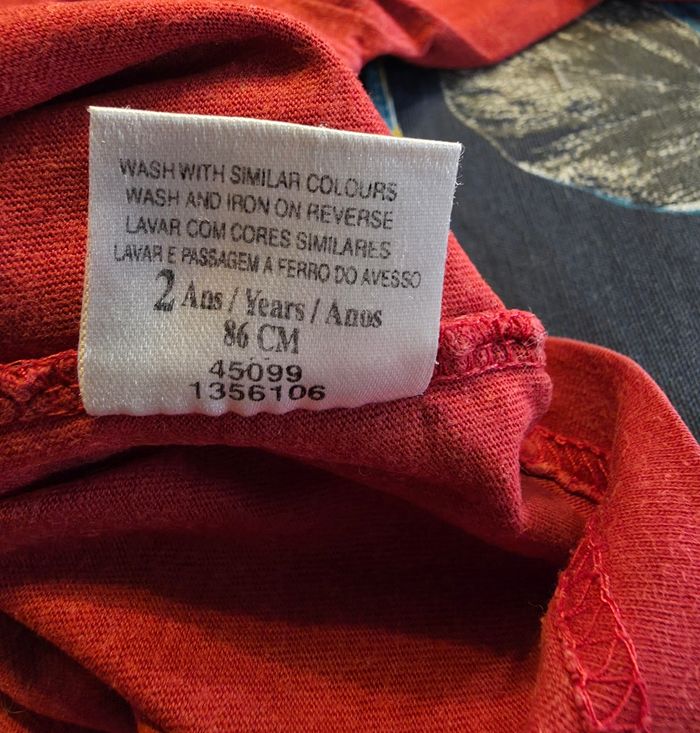 WASH WITH SIMILAR COLOURS
WASH AND IRON ON REVERSE
LAVAR COM CORES SIMILARES
LAVAR E PASSAGEM A FERRO DO AVESSO
2 Ans / Years / Anos
86 CM
45099
1356106